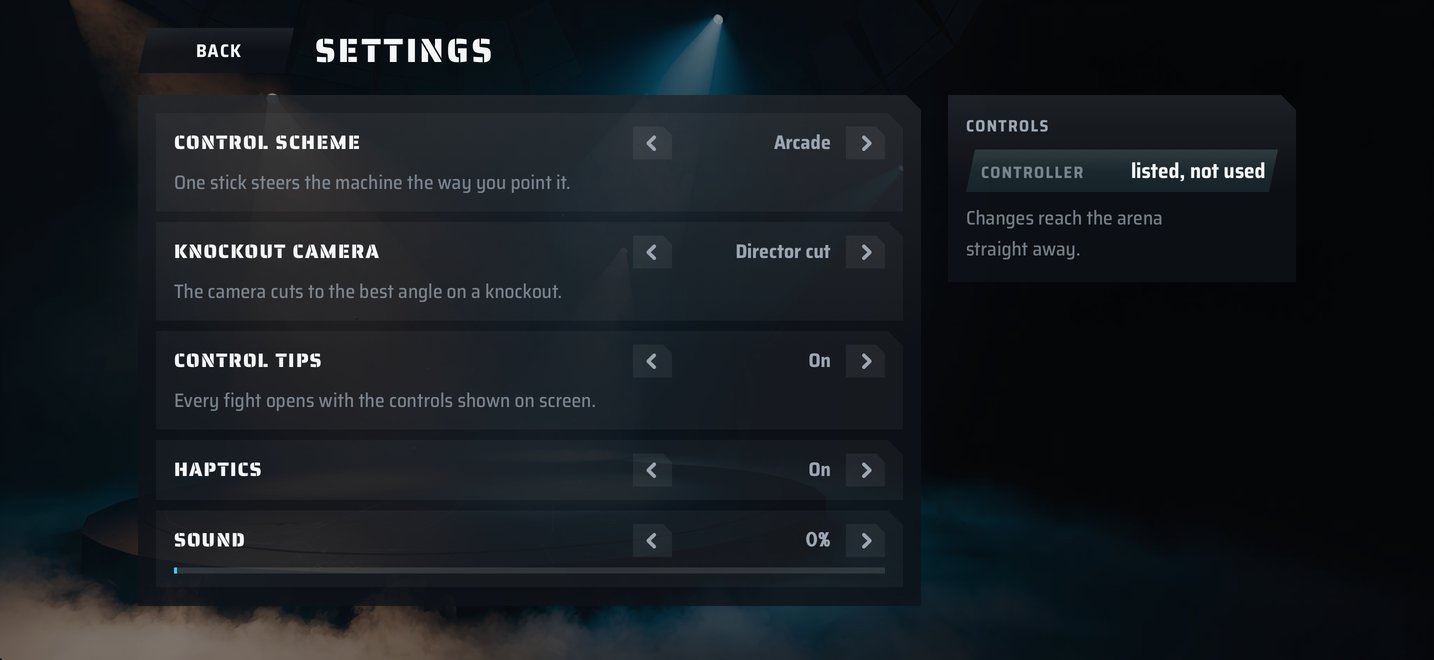 BACK
SETTINGS
CONTROL SCHEME
Arcade
One stick steers the machine the way you point it.
KNOCKOUT CAMERA
Director cut
The camera cuts to the best angle on a knockout.
CONTROL TIPS
On
Every fight opens with the controls shown on screen.
HAPTICS
On
SOUND
0%
CONTROLS
CONTROLLER
listed, not used
Changes reach the arena
straight away.